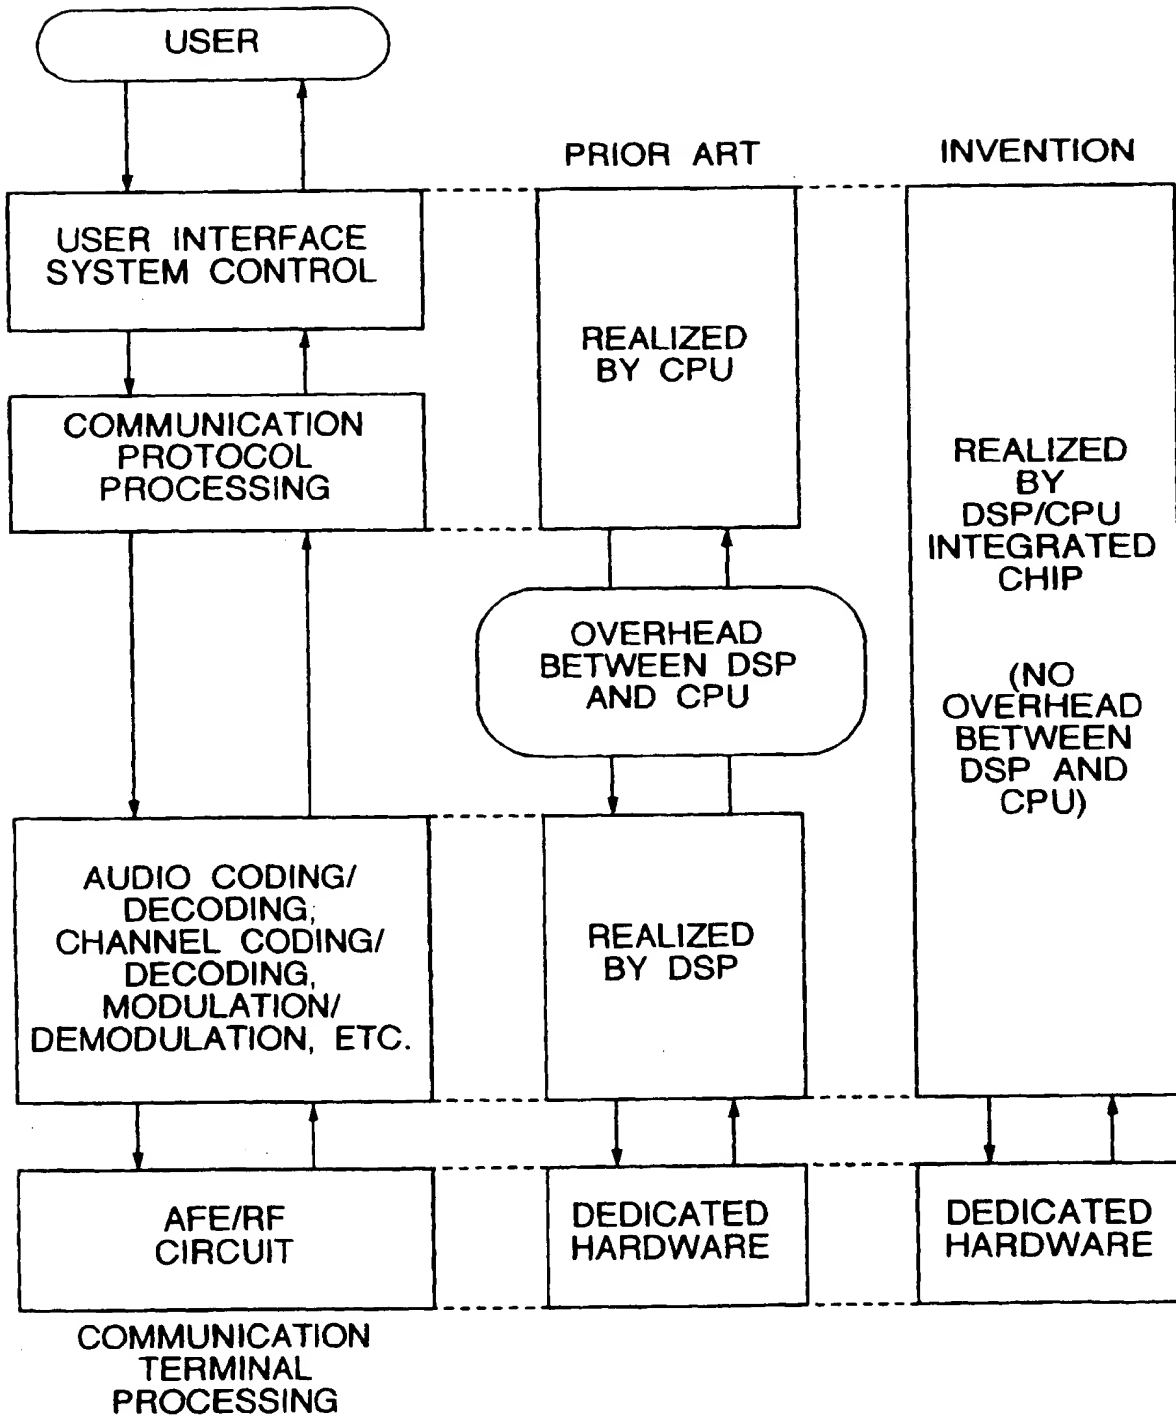 USER
PRIOR ART
INVENTION
USER INTERFACE
SYSTEM CONTROL
REALIZED
BY CPU
COMMUNICATION
PROTOCOL
PROCESSING
REALIZED
BY
DSP/CPU
INTEGRATED
CHIP
OVERHEAD
BETWEEN DSP
AND CPU
(NO
OVERHEAD
BETWEEN
DSP AND
CPU)
AUDIO CODING/
DECODING,
CHANNEL CODING/
DECODING,
MODULATION/
DEMODULATION, ETC.
REALIZED
BY DSP
AFE/RF
CIRCUIT
DEDICATED
HARDWARE
DEDICATED
HARDWARE
COMMUNICATION
TERMINAL
PROCESSING